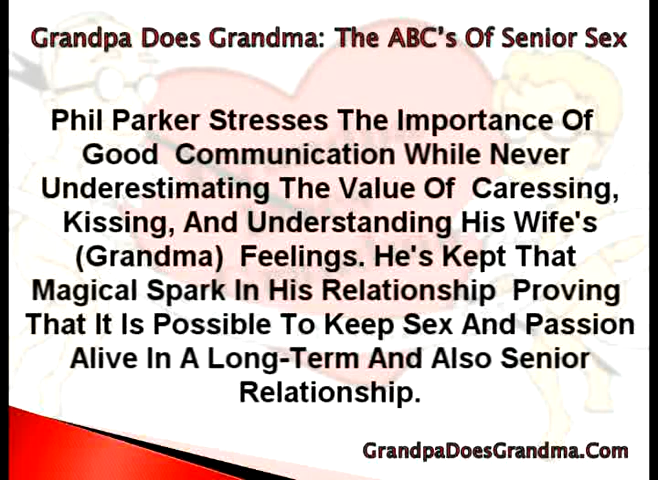 Grandpa Does Grandma: The ABC's Of Senior Sex
Phil Parker Stresses The Importance Of
Good Communication While Never
Underestimating The Value Of Caressing,
Kissing, And Understanding His Wife's
(Grandma) Feelings. He's Kept That
Magical Spark In His Relationship Proving
That It Is Possible To Keep Sex And Passion
Alive In A Long-Term And Also Senior
Relationship.
GrandpaDoesGrandma.Com